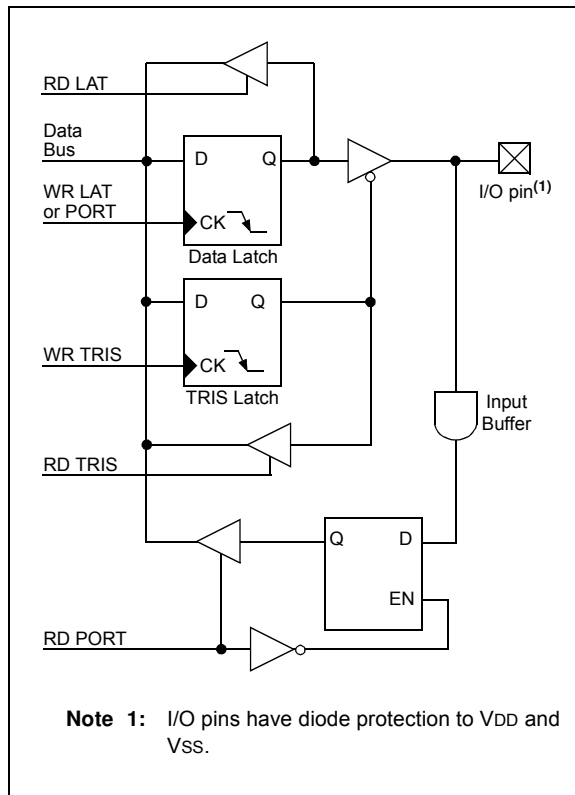 RD LAT
Data
Bus
D Q
WR LAT
or PORT
I/O pin(1)
CK
Data Latch
D Q
WR TRIS
CK
TRIS Latch
Input
Buffer
RD TRIS
Q D
EN
RD PORT
Note 1: I/O pins have diode protection to VDD and
VSS.